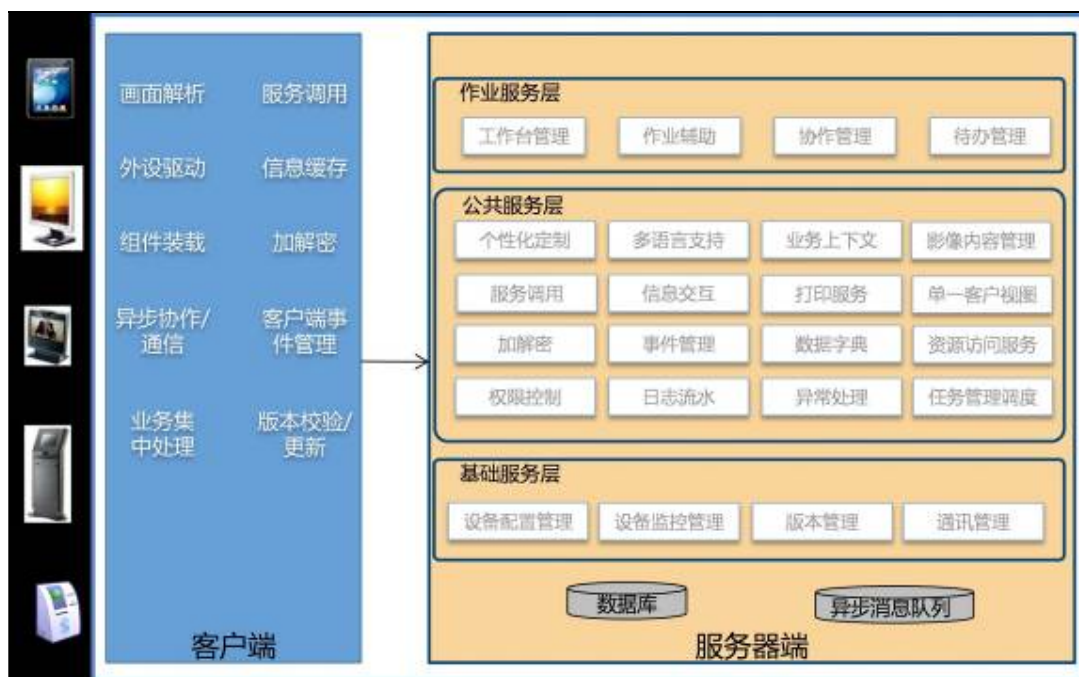 画面解析
服务调用
外设驱动
信息缓存
组件装载
加解密
异步协作/
通信
客户端事
件管理
业务集
中处理
版本校验/
更新
客户端
作业服务层
工作台管理
作业辅助
协作管理
待办管理
公共服务层
个性化定制
多语言支持
业务上下文
影像内容管理
服务调用
信息交互
打印服务
单一客户视图
加解密
事件管理
数据字典
资源访问服务
权限控制
日志流水
异常处理
任务管理调度
基础服务层
设备配置管理
设备监控管理
版本管理
通讯管理
数据库
异步消息队列
服务器端